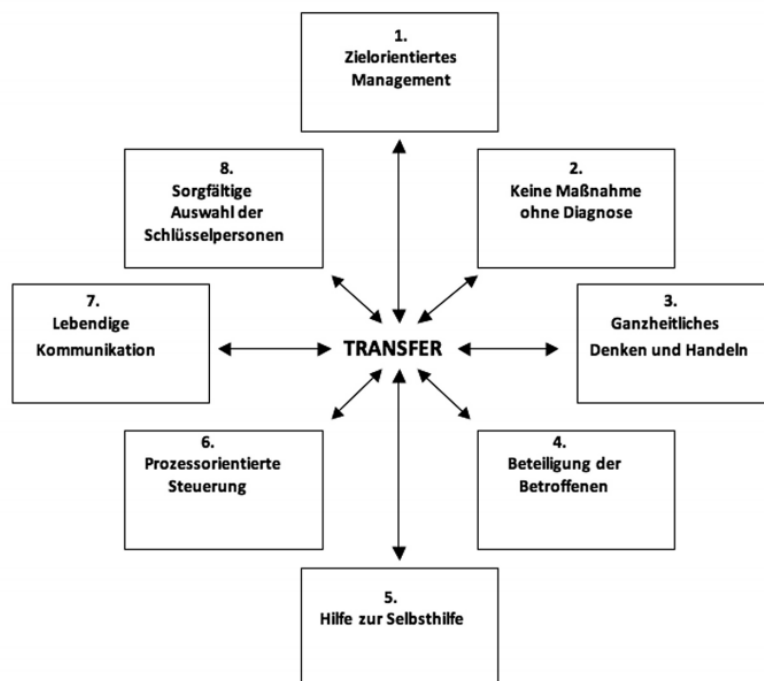 1.
Zielorientiertes
Management
2.
Keine Maßnahme
ohne Diagnose
3.
Ganzheitliches
Denken und Handeln
4.
Beteiligung der
Betroffenen
5.
Hilfe zur Selbsthilfe
6.
Prozessorientierte
Steuerung
7.
Lebendige
Kommunikation
8.
Sorgfältige
Auswahl der
Schlüsselpersonen
TRANSFER